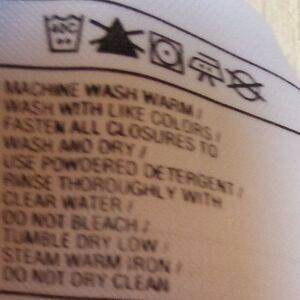 40C
MACHINE WASH WARM /
WASH WITH LIKE COLORS /
FASTEN ALL CLOSURES TO
WASH AND DRY /
USE POWDERED DETERGENT /
RINSE THOROUGHLY WITH
CLEAR WATER /
DO NOT BLEACH /
TUMBLE DRY LOW /
STEAM WARM IRON /
DO NOT DRY CLEAN